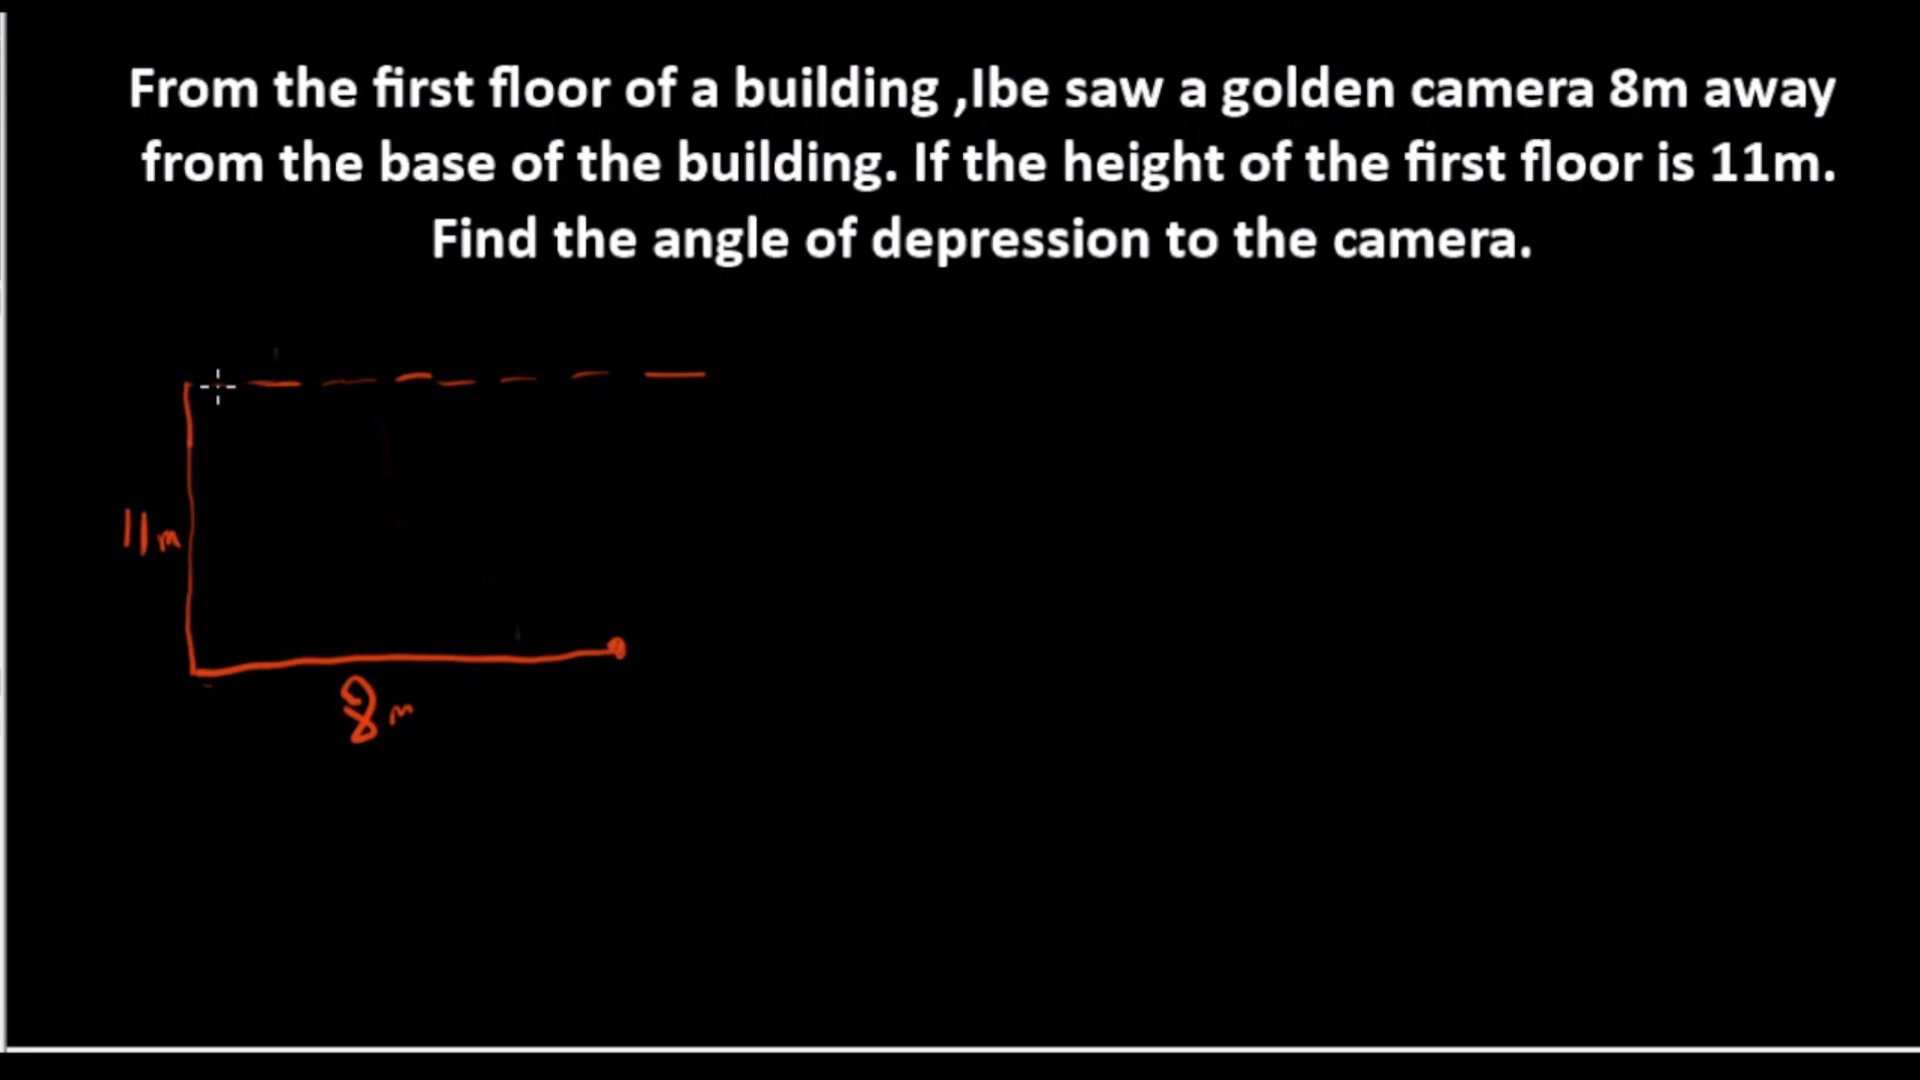 From the first floor of a building ,Ibe saw a golden camera 8m away
from the base of the building. If the height of the first floor is 11m.
Find the angle of depression to the camera.
11m
8m